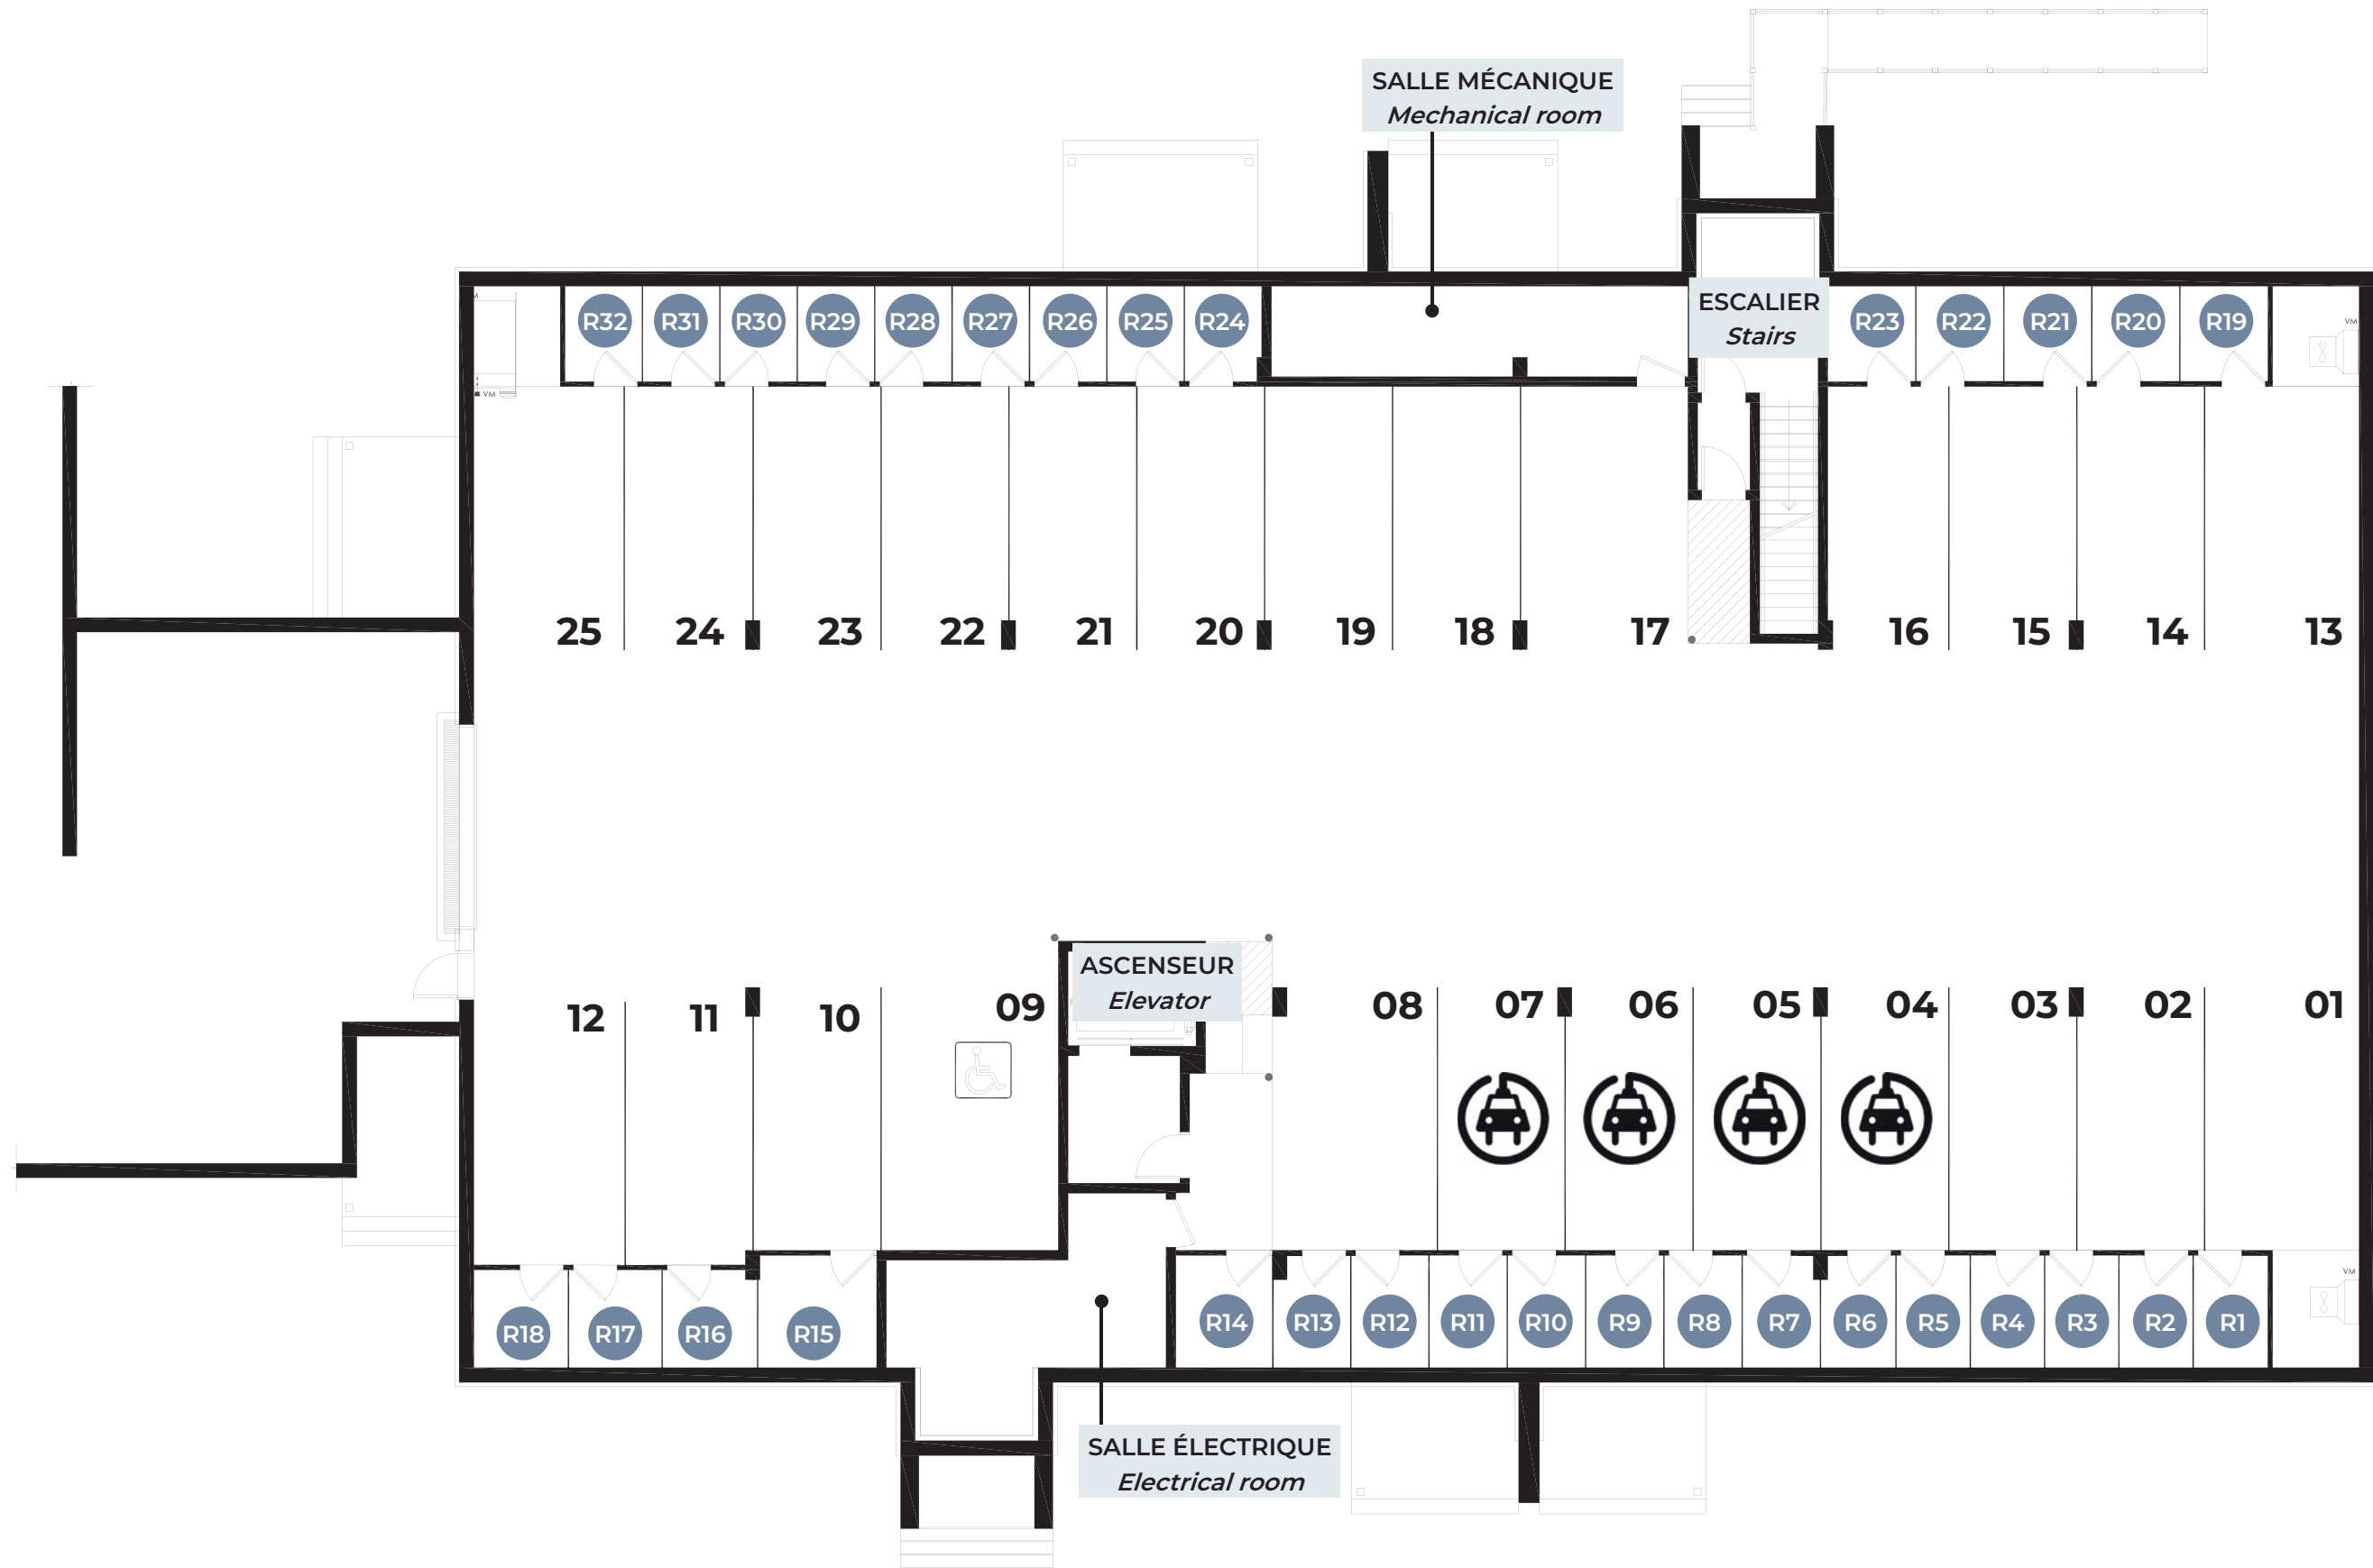 SALLE MÉCANIQUE
Mechanical room
ESCALIER
Stairs
R32 R31 R30 R29 R28 R27 R26 R25 R24
R23 R22 R21 R20 R19
VM
VM
25 24 23 22 21 20 19 18 17 16 15 14 13
ASCENSEUR
Elevator
12 11 10 09 08 07 06 05 04 03 02 01
VM
R18 R17 R16 R15 R14 R13 R12 R11 R10 R9 R8 R7 R6 R5 R4 R3 R2 R1
SALLE ÉLECTRIQUE
Electrical room